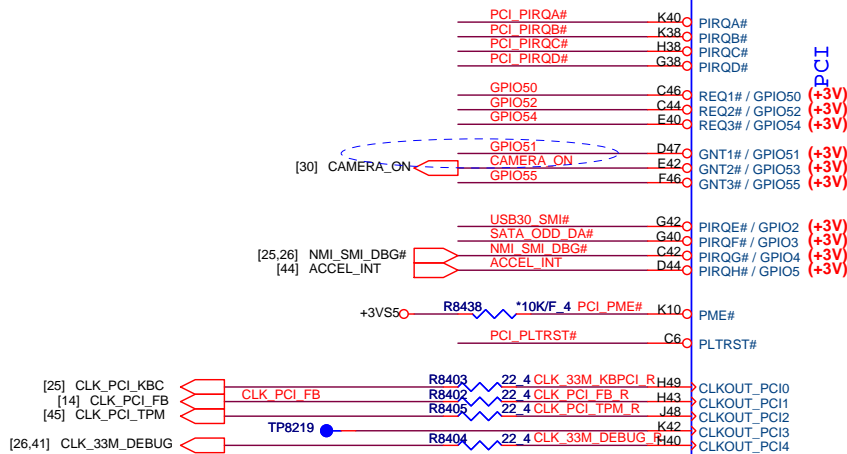 PCI_PIRQA# K40 PIRQA#
PCI_PIRQB# K38 PIRQB#
PCI_PIRQC# H38 PIRQC#
PCI_PIRQD# G38 PIRQD#
PCI
GPIO50 C46 REQ1# / GPIO50 (+3V)
GPIO52 C44 REQ2# / GPIO52 (+3V)
GPIO54 E40 REQ3# / GPIO54 (+3V)
GPIO51 D47 GNT1# / GPIO51 (+3V)
[30] CAMERA_ON CAMERA_ON E42 GNT2# / GPIO53 (+3V)
GPIO55 F46 GNT3# / GPIO55 (+3V)
USB30_SMI# G42 PIRQE# / GPIO2 (+3V)
SATA_ODD_DA# G40 PIRQF# / GPIO3 (+3V)
[25,26] NMI_SMI_DBG# NMI_SMI_DBG# C42 PIRQG# / GPIO4 (+3V)
[44] ACCEL_INT ACCEL_INT D44 PIRQH# / GPIO5 (+3V)
+3VS5 R8438 *10K/F_4 PCI_PME# K10 PME#
PCI_PLTRST# C6 PLTRST#
[25] CLK_PCI_KBC R8403 22_4 CLK_33M_KBPCI_R H49 CLKOUT_PCI0
[14] CLK_PCI_FB CLK_PCI_FB R8402 22_4 CLK_PCI_FB_R H43 CLKOUT_PCI1
[45] CLK_PCI_TPM R8405 22_4 CLK_PCI_TPM_R J48 CLKOUT_PCI2
TP8219 K42 CLKOUT_PCI3
[26,41] CLK_33M_DEBUG R8404 22_4 CLK_33M_DEBUG_R H40 CLKOUT_PCI4